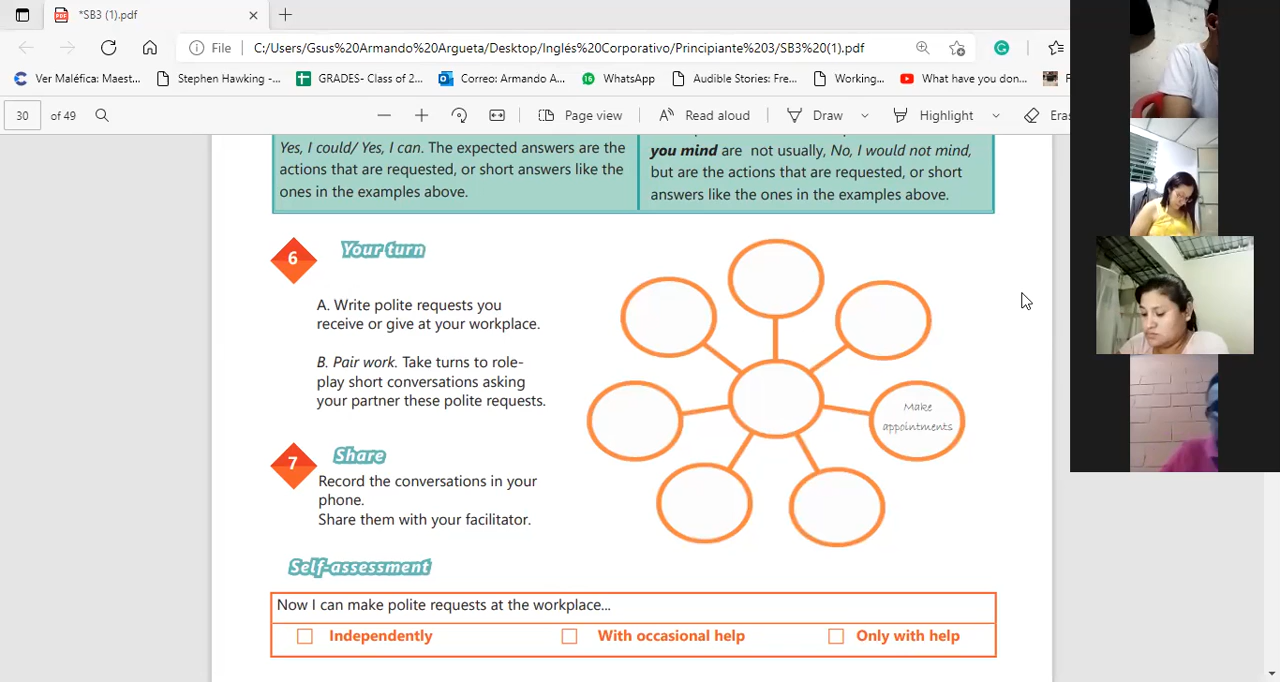 *SB3 (1).pdf
File
C:/Users/Gsus%20Armando%20Argueta/Desktop/Inglés%20Corporativo/Principiante%203/SB3%20(1).pdf
Ver Maléfica: Maest...
Stephen Hawking -...
GRADES- Class of 2...
Correo: Armando A...
16
WhatsApp
Audible Stories: Fre...
Working...
What have you don...
30
of 49
Page view
Read aloud
Draw
Highlight
Yes, I could/ Yes, I can. The expected answers are the
actions that are requested, or short answers like the
ones in the examples above.
you mind are not usually, No, I would not mind,
but are the actions that are requested, or short
answers like the ones in the examples above.
6
Your turn
A. Write polite requests you
receive or give at your workplace.
B. Pair work. Take turns to role-
play short conversations asking
your partner these polite requests.
Make
appointments
7
Share
Record the conversations in your
phone.
Share them with your facilitator.
Self-assessment
Now I can make polite requests at the workplace...
Independently
With occasional help
Only with help